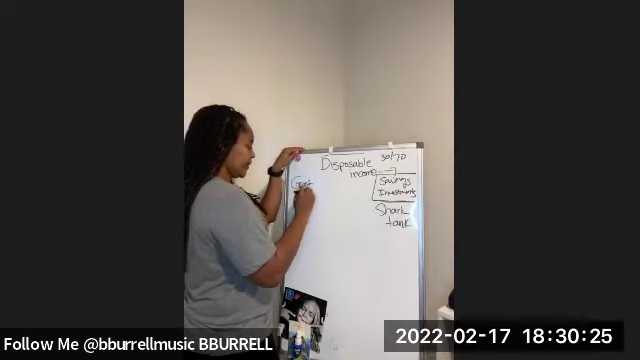 Disposable 30/70
income
Savings
Investments
Shark
tank
Follow Me @bburrellmusic BBURRELL
2022-02-17 18:30:25